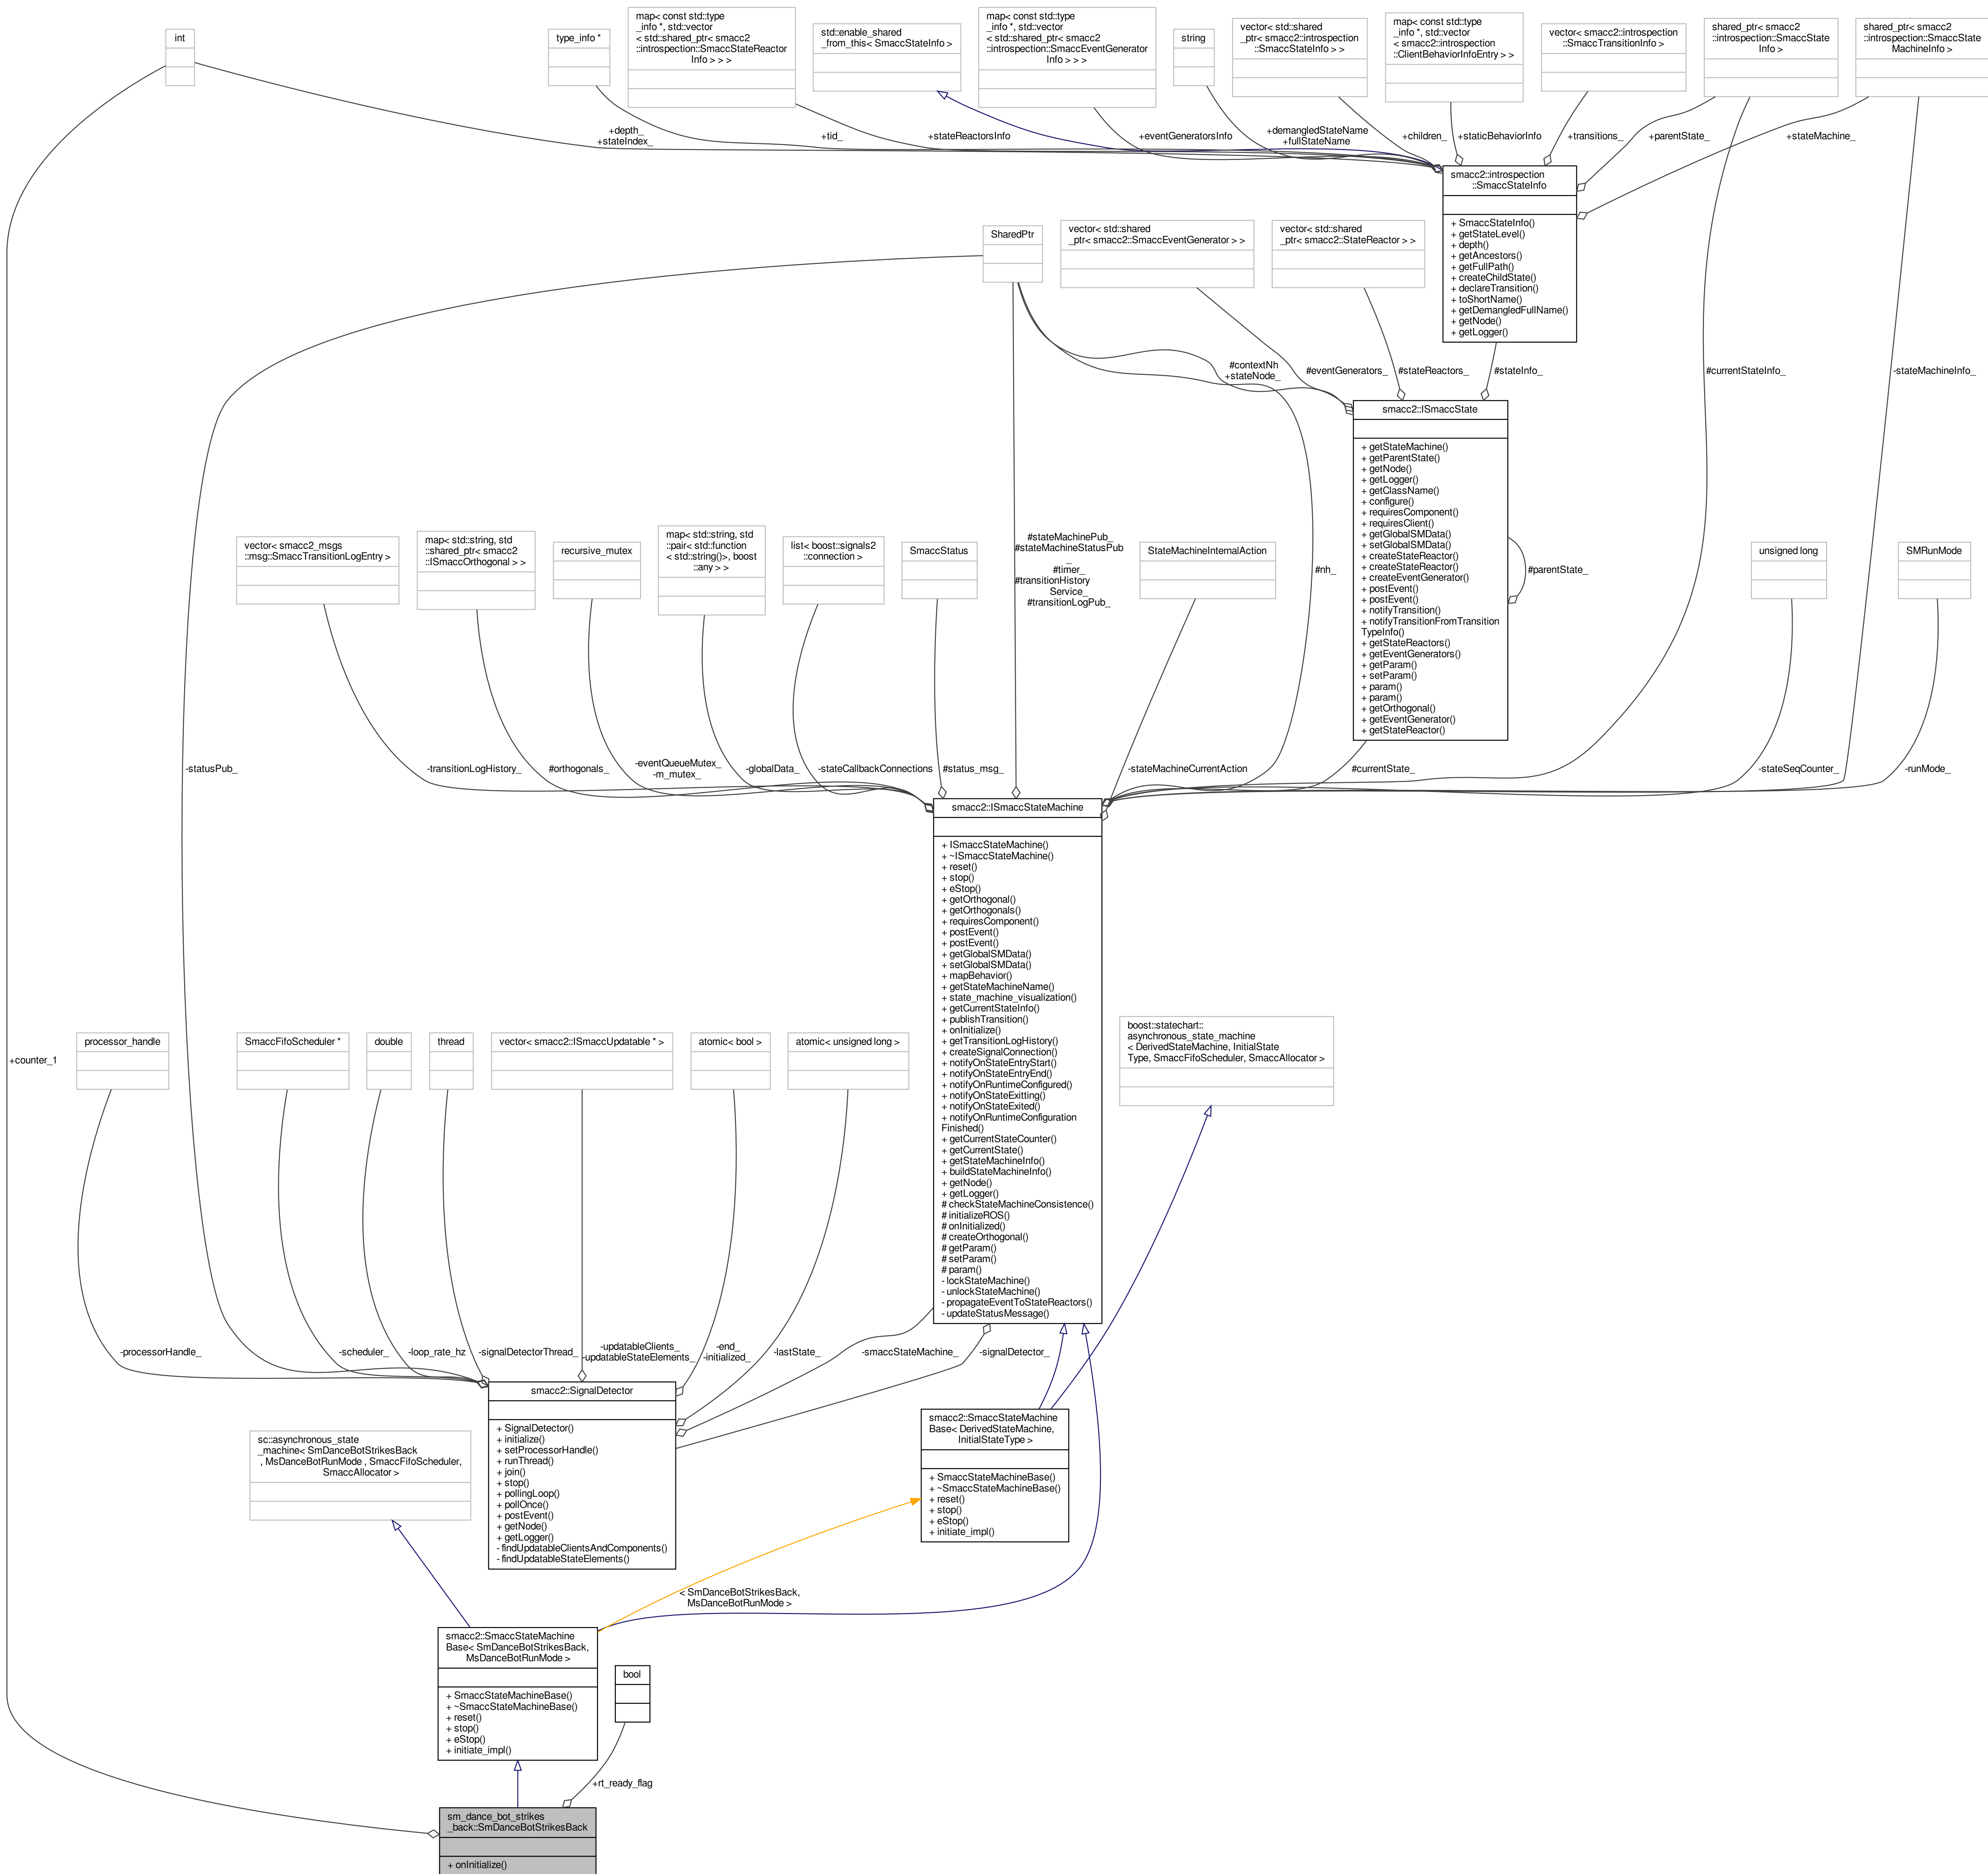 int
type_info *
map< const std::type
_info *, std::vector
< std::shared_ptr< smacc2
::introspection::SmaccStateReactor
Info > > >
std::enable_shared
_from_this< SmaccStateInfo >
map< const std::type
_info *, std::vector
< std::shared_ptr< smacc2
::introspection::SmaccEventGenerator
Info > > >
string
vector< std::shared
_ptr< smacc2::introspection
::SmaccStateInfo > >
map< const std::type
_info *, std::vector
< smacc2::introspection
::ClientBehaviorInfoEntry > >
vector< smacc2::introspection
::SmaccTransitionInfo >
shared_ptr< smacc2
::introspection::SmaccState
Info >
shared_ptr< smacc2
::introspection::SmaccState
MachineInfo >
+depth_
+stateIndex_
+tid_
+stateReactorsInfo
+eventGeneratorsInfo
+demangledStateName
+fullStateName
+children_
+staticBehaviorInfo
+transitions_
+parentState_
+stateMachine_
smacc2::introspection
::SmaccStateInfo
+ SmaccStateInfo()
+ getStateLevel()
+ depth()
+ getAncestors()
+ getFullPath()
+ createChildState()
+ declareTransition()
+ toShortName()
+ getDemangledFullName()
+ getNode()
+ getLogger()
SharedPtr
vector< std::shared
_ptr< smacc2::SmaccEventGenerator > >
vector< std::shared
_ptr< smacc2::StateReactor > >
#contextNh
+stateNode_
#eventGenerators_
#stateReactors_
#stateInfo_
#currentStateInfo_
-stateMachineInfo_
smacc2::ISmaccState
+ getStateMachine()
+ getParentState()
+ getNode()
+ getLogger()
+ getClassName()
+ configure()
+ requiresComponent()
+ requiresClient()
+ getGlobalSMData()
+ setGlobalSMData()
+ createStateReactor()
+ createStateReactor()
+ createEventGenerator()
+ postEvent()
+ postEvent()
+ notifyTransition()
+ notifyTransitionFromTransition
TypeInfo()
+ getStateReactors()
+ getEventGenerators()
+ getParam()
+ setParam()
+ param()
+ param()
+ getOrthogonal()
+ getEventGenerator()
+ getStateReactor()
#parentState_
vector< smacc2_msgs
::msg::SmaccTransitionLogEntry >
map< std::string, std
::shared_ptr< smacc2
::ISmaccOrthogonal > >
recursive_mutex
map< std::string, std
::pair< std::function
< std::string()>, boost
::any > >
list< boost::signals2
::connection >
SmaccStatus
#stateMachinePub_
#stateMachineStatusPub
_
#timer_
#transitionHistory
Service_
#transitionLogPub_
StateMachineInternalAction
#nh_
unsigned long
SMRunMode
-statusPub_
-transitionLogHistory_
#orthogonals_
-eventQueueMutex_
-m_mutex_
-globalData_
-stateCallbackConnections
#status_msg_
-stateMachineCurrentAction
#currentState_
-stateSeqCounter_
-runMode_
smacc2::ISmaccStateMachine
+ ISmaccStateMachine()
+ ~ISmaccStateMachine()
+ reset()
+ stop()
+ eStop()
+ getOrthogonal()
+ getOrthogonals()
+ requiresComponent()
+ postEvent()
+ postEvent()
+ getGlobalSMData()
+ setGlobalSMData()
+ mapBehavior()
+ getStateMachineName()
+ state_machine_visualization()
+ getCurrentStateInfo()
+ publishTransition()
+ onInitialize()
+ getTransitionLogHistory()
+ createSignalConnection()
+ notifyOnStateEntryStart()
+ notifyOnStateEntryEnd()
+ notifyOnRuntimeConfigured()
+ notifyOnStateExitting()
+ notifyOnStateExited()
+ notifyOnRuntimeConfiguration
Finished()
+ getCurrentStateCounter()
+ getCurrentState()
+ getStateMachineInfo()
+ buildStateMachineInfo()
+ getNode()
+ getLogger()
# checkStateMachineConsistence()
# initializeROS()
# onInitialized()
# createOrthogonal()
# getParam()
# setParam()
# param()
- lockStateMachine()
- unlockStateMachine()
- propagateEventToStateReactors()
- updateStatusMessage()
+counter_1
processor_handle
SmaccFifoScheduler *
double
thread
vector< smacc2::ISmaccUpdatable * >
atomic< bool >
atomic< unsigned long >
boost::statechart::
asynchronous_state_machine
< DerivedStateMachine, InitialState
Type, SmaccFifoScheduler, SmaccAllocator >
-processorHandle_
-scheduler_
-loop_rate_hz
-signalDetectorThread_
-updatableClients_
-updatableStateElements_
-end_
-initialized_
-lastState_
-smaccStateMachine_
-signalDetector_
smacc2::SignalDetector
+ SignalDetector()
+ initialize()
+ setProcessorHandle()
+ runThread()
+ join()
+ stop()
+ pollingLoop()
+ pollOnce()
+ postEvent()
+ getNode()
+ getLogger()
- findUpdatableClientsAndComponents()
- findUpdatableStateElements()
smacc2::SmaccStateMachine
Base< DerivedStateMachine,
InitialStateType >
+ SmaccStateMachineBase()
+ ~SmaccStateMachineBase()
+ reset()
+ stop()
+ eStop()
+ initiate_impl()
sc::asynchronous_state
_machine< SmDanceBotStrikesBack
, MsDanceBotRunMode , SmaccFifoScheduler,
SmaccAllocator >
< SmDanceBotStrikesBack,
MsDanceBotRunMode >
smacc2::SmaccStateMachine
Base< SmDanceBotStrikesBack,
MsDanceBotRunMode >
+ SmaccStateMachineBase()
+ ~SmaccStateMachineBase()
+ reset()
+ stop()
+ eStop()
+ initiate_impl()
bool
+rt_ready_flag
sm_dance_bot_strikes
_back::SmDanceBotStrikesBack
+ onInitialize()